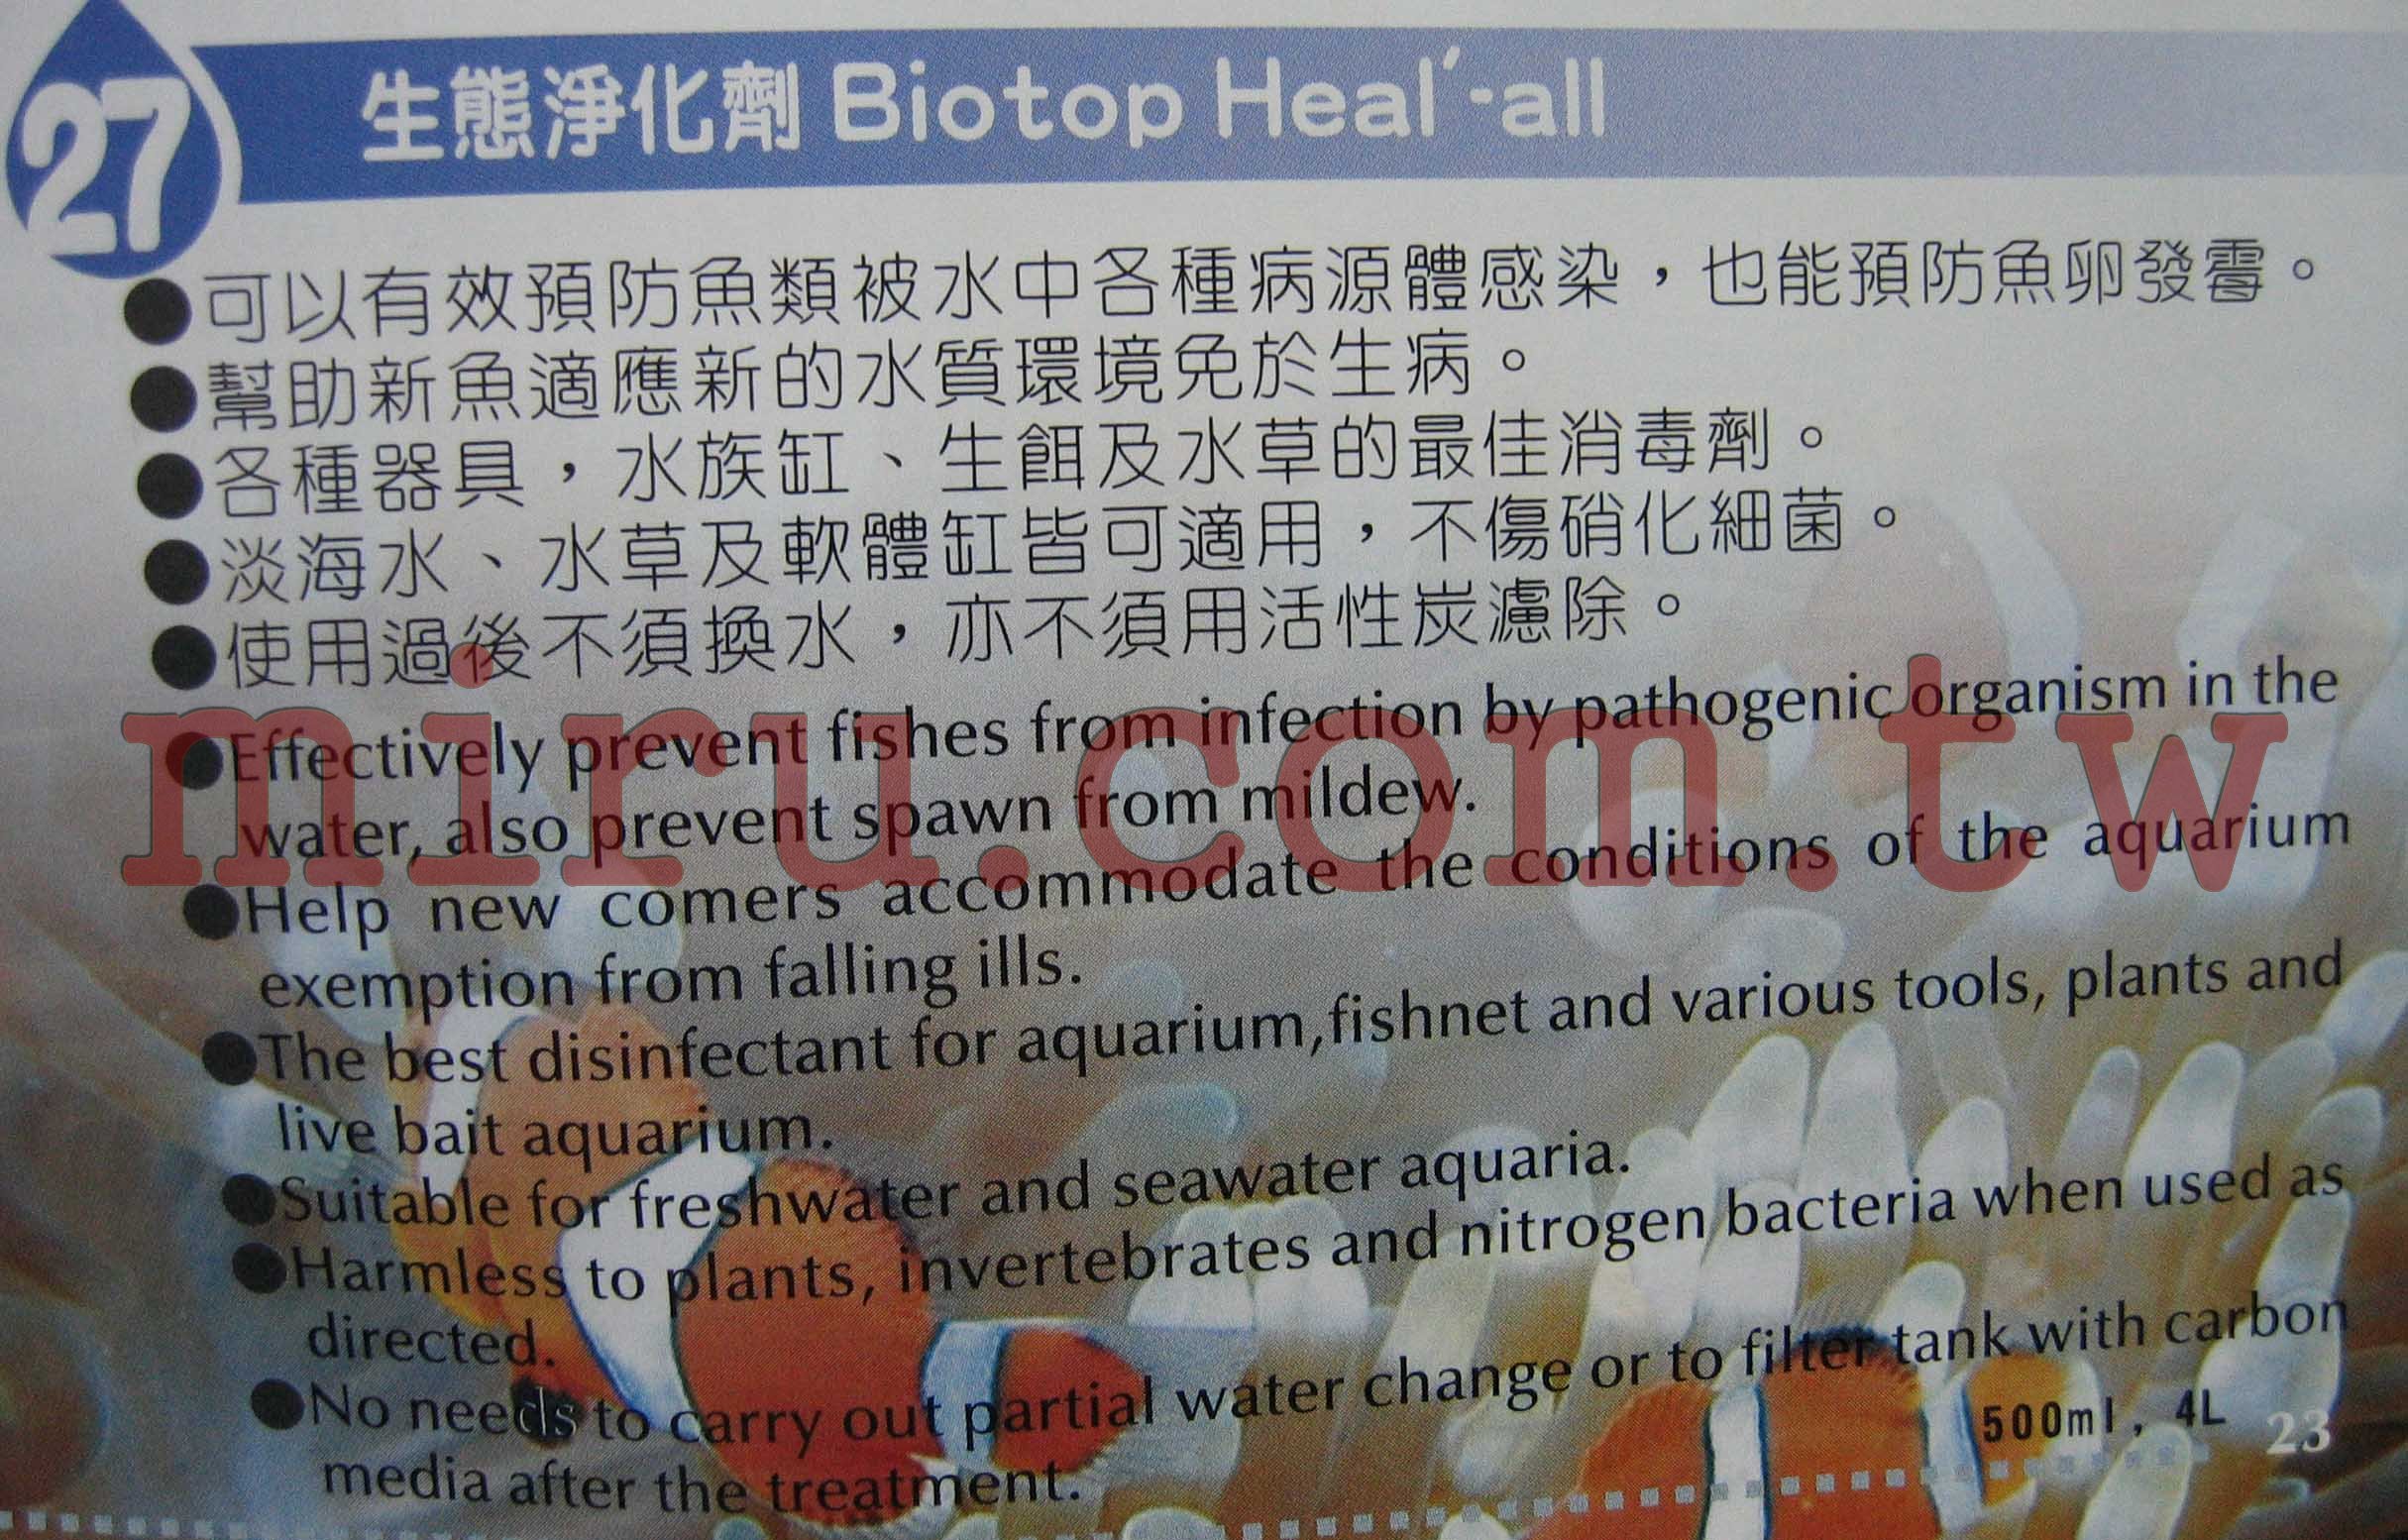 27
生態淨化劑 Biotop Heal'-all
●可以有效預防魚類被水中各種病源體感染，也能預防魚卵發霉。
●幫助新魚適應新的水質環境免於生病。
●各種器具，水族缸、生餌及水草的最佳消毒劑。
●淡海水、水草及軟體缸皆可適用，不傷硝化細菌。
●使用過後不須換水，亦不須用活性炭濾除。
●Effectively prevent fishes from infection by pathogenic organism in the
water, also prevent spawn from mildew.
●Help new comers accommodate the conditions of the aquarium
exemption from falling ills.
●The best disinfectant for aquarium,fishnet and various tools, plants and
live bait aquarium.
●Suitable for freshwater and seawater aquaria.
●Harmless to plants, invertebrates and nitrogen bacteria when used as
directed.
●No needs to carry out partial water change or to filter tank with carbon
media after the treatment.
500ml, 4L
23
miru.com.tw